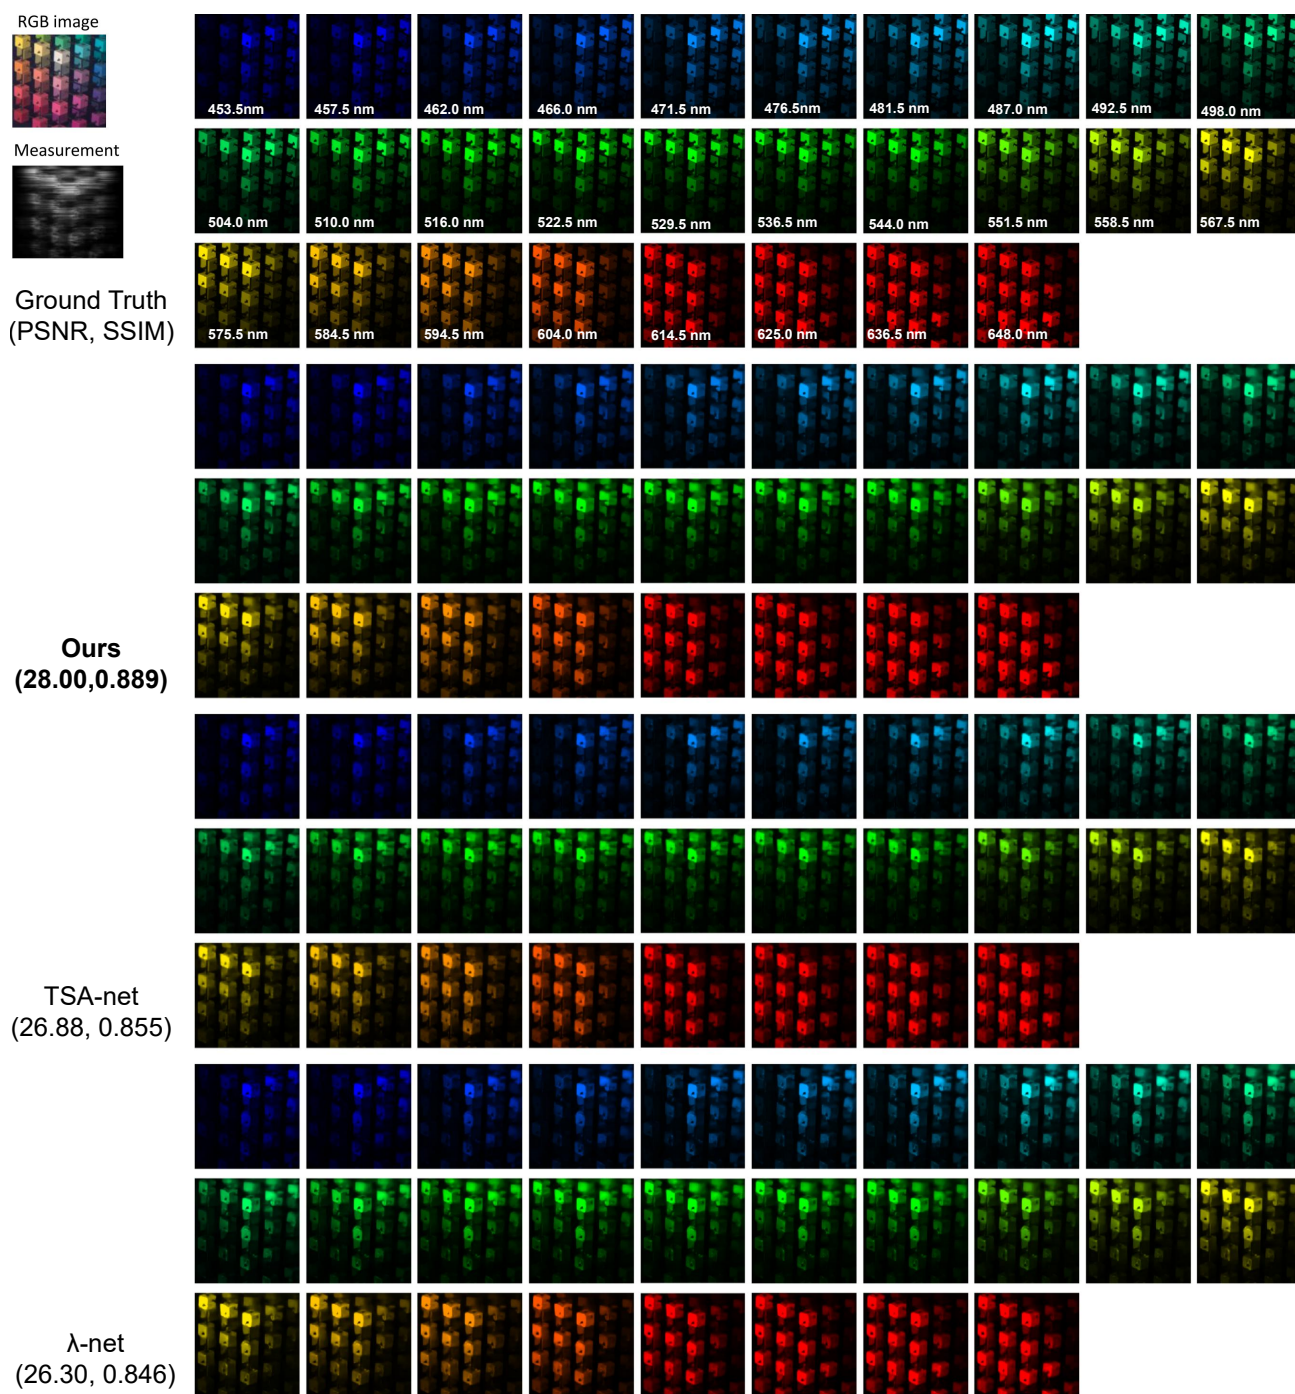 RGB image
453.5nm
457.5 nm
462.0 nm
466.0 nm
471.5 nm
476.5nm
481.5nm
487.0 nm
492.5 nm
498.0 nm
Measurement
504.0 nm
510.0 nm
516.0 nm
522.5 nm
529.5 nm
536.5 nm
544.0 nm
551.5 nm
558.5 nm
567.5 nm
Ground Truth
(PSNR, SSIM)
575.5 nm
584.5 nm
594.5 nm
604.0 nm
614.5 nm
625.0 nm
636.5 nm
648.0 nm
Ours
(28.00,0.889)
TSA-net
(26.88, 0.855)
λ-net
(26.30, 0.846)